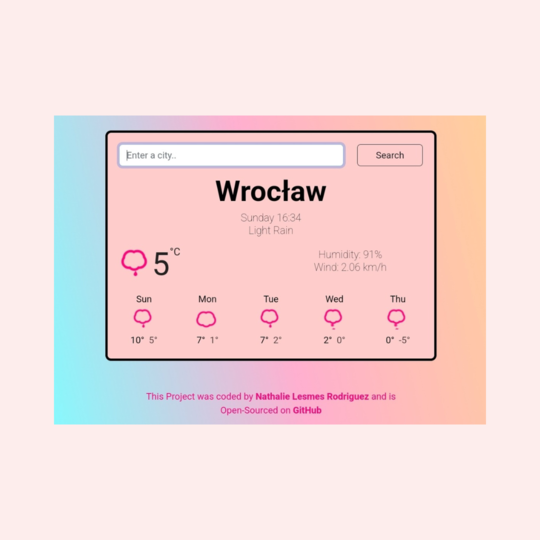 Enter a city..
Search
Wrocław
Sunday 16:34
Light Rain
5°C
Humidity: 91%
Wind: 2.06 km/h
Sun Mon Tue Wed Thu
10° 5° 7° 1° 7° 2° 2° 0° 0° -5°
This Project was coded by Nathalie Lesmes Rodriguez and is
Open-Sourced on GitHub